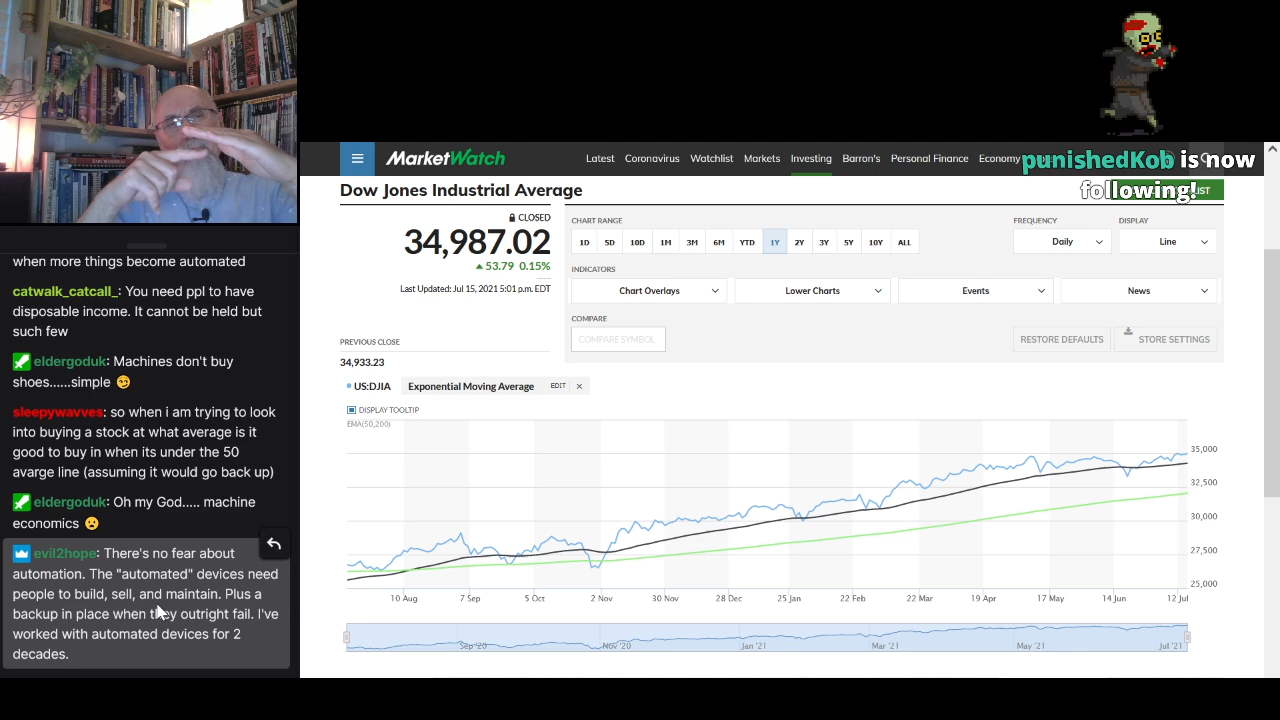 when more things become automated
catwalk_catcall_: You need ppl to have
disposable income. It cannot be held but
such few
eldergoduk: Machines don't buy
shoes......simple 😏
sleepywavves: so when i am trying to look
into buying a stock at what average is it
good to buy in when its under the 50
avarge line (assuming it would go back up)
eldergoduk: Oh my God..... machine
economics 😧
evil2hope: There's no fear about
automation. The "automated" devices need
people to build, sell, and maintain. Plus a
backup in place when they outright fail. I've
worked with automated devices for 2
decades.
MarketWatch
Latest Coronavirus Watchlist Markets Investing Barron's Personal Finance Economy
punishedKob is now
following!
LIST
Dow Jones Industrial Average
CLOSED
34,987.02
53.79 0.15%
Last Updated: Jul 15, 2021 5:01 p.m. EDT
PREVIOUS CLOSE
34,933.23
CHART RANGE
1D 5D 10D 1M 3M 6M YTD 1Y 2Y 3Y 5Y 10Y ALL
FREQUENCY
Daily
DISPLAY
Line
INDICATORS
Chart Overlays Lower Charts Events News
COMPARE
COMPARE SYMBOL
RESTORE DEFAULTS STORE SETTINGS
US:DJIA Exponential Moving Average EDIT ×
DISPLAY TOOLTIP
EMA(50,200)
35,000
32,500
30,000
27,500
25,000
10 Aug 7 Sep 5 Oct 2 Nov 30 Nov 28 Dec 25 Jan 22 Feb 22 Mar 19 Apr 17 May 14 Jun 12 Jul
Sep '20 Nov '20 Jan '21 Mar '21 May '21 Jul '21